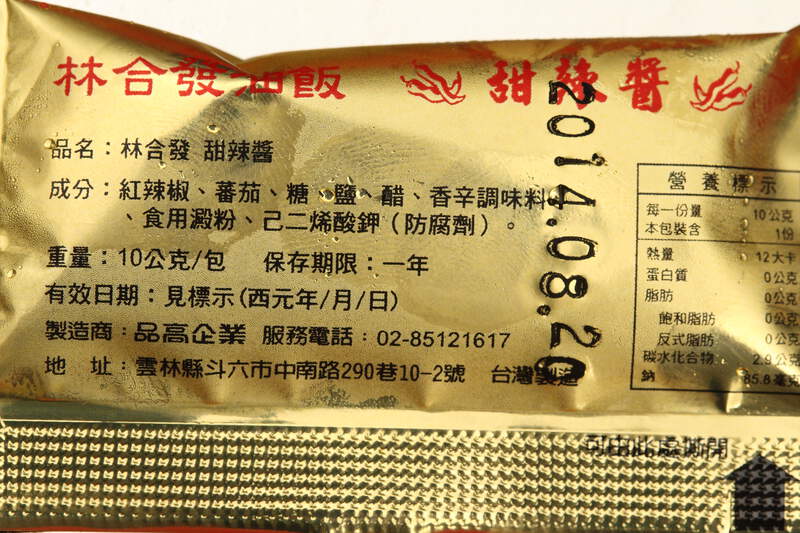 林合發油飯 甜辣醬
品名：林合發 甜辣醬
成分：紅辣椒、蕃茄、糖、鹽、醋、香辛調味料
、食用澱粉、己二烯酸鉀（防腐劑）。
重量：10公克/包 保存期限：一年
有效日期：見標示(西元年/月/日)
製造商：品高企業 服務電話：02-85121617
地 址：雲林縣斗六市中南路290巷10-2號 台灣製造
2014.08.20
營養標示
每一份量 10公克
本包裝含 1份
熱量 12大卡
蛋白質 0公克
脂肪 0公克
飽和脂肪 0公克
反式脂肪 0公克
碳水化合物 2.9公克
鈉 85.8毫克
可由此處撕開